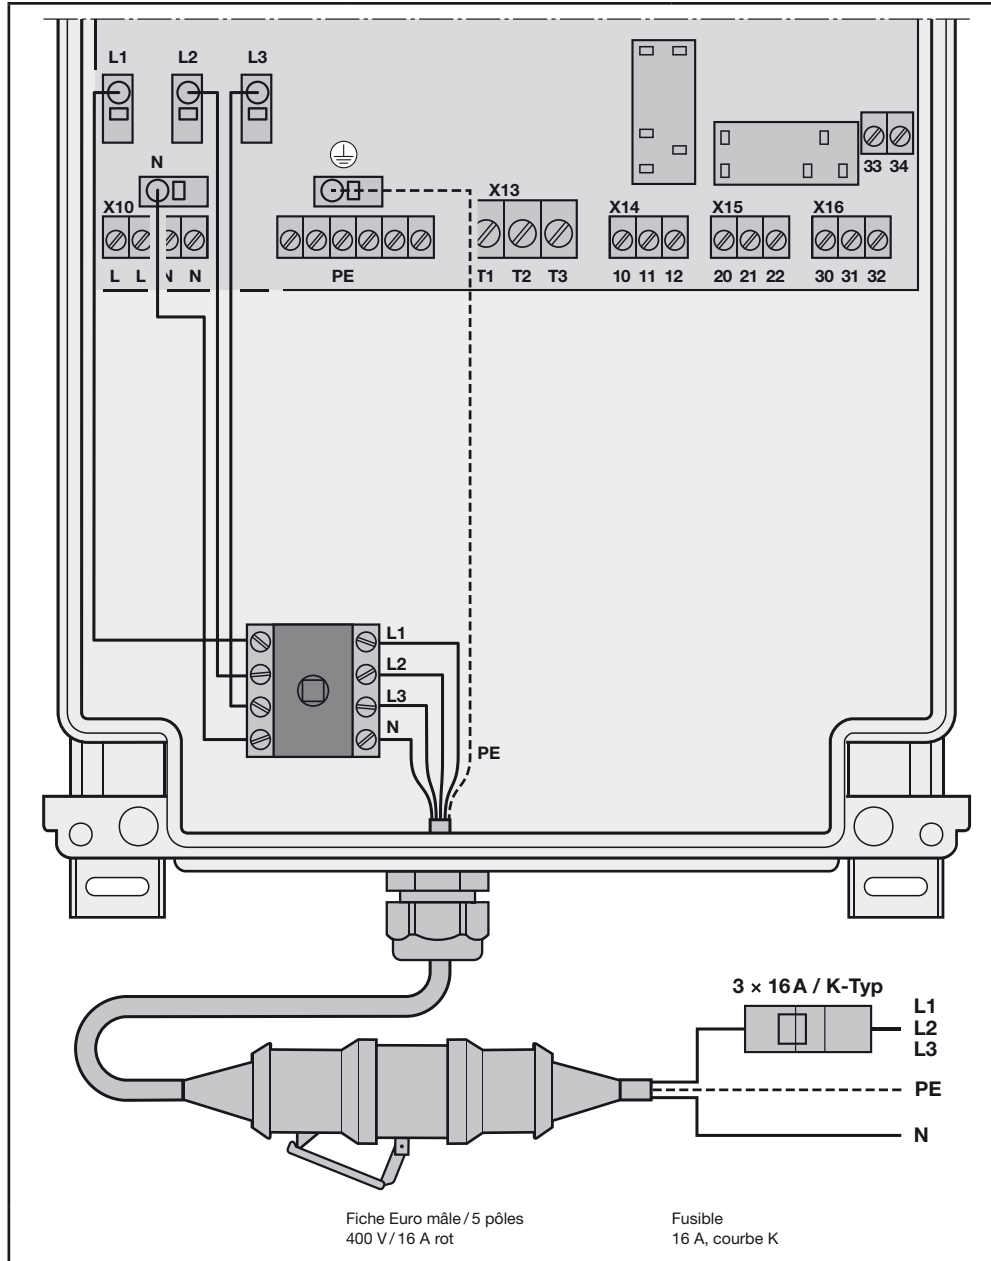 L1 L2 L3
N
X10
X13
X14 X15 X16
33 34
L L N N
PE
T1 T2 T3
10 11 12
20 21 22
30 31 32
L1
L2
L3
N
PE
3 × 16 A / K-Typ
L1
L2
L3
PE
N
Fiche Euro mâle / 5 pôles
400 V / 16 A rot
Fusible
16 A, courbe K